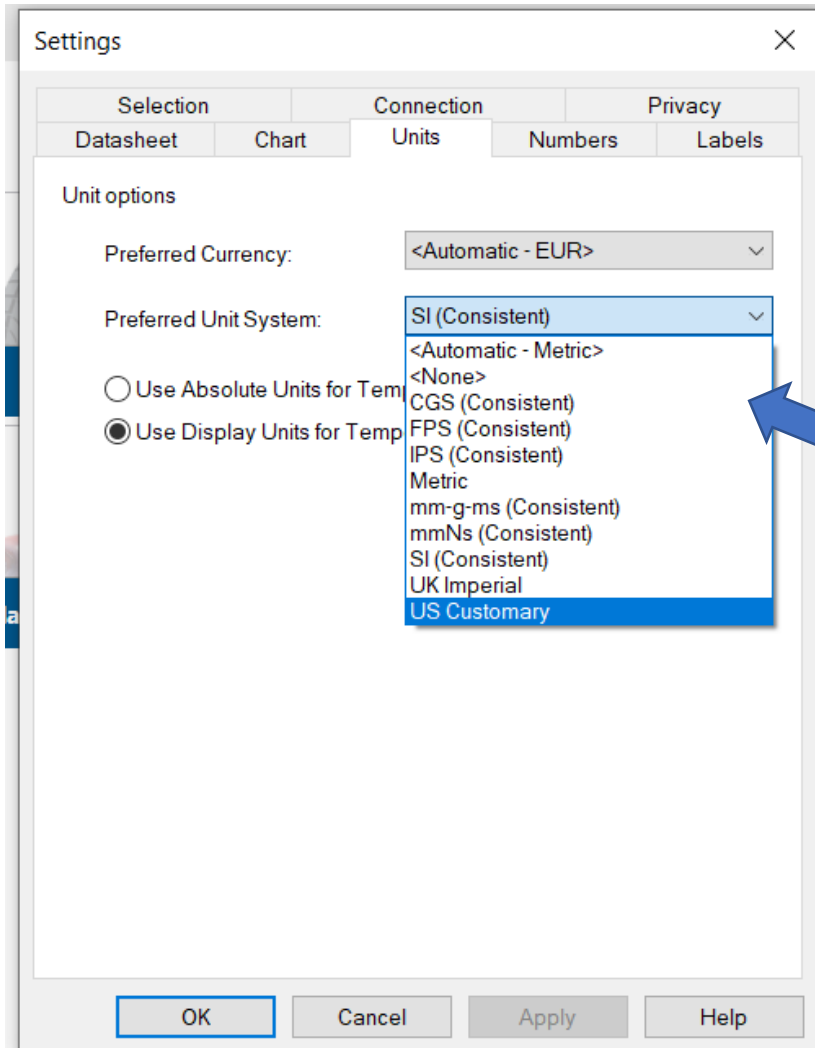 Settings
Selection Connection Privacy
Datasheet Chart Units Numbers Labels
Unit options
Preferred Currency: <Automatic - EUR>
Preferred Unit System: SI (Consistent)
<Automatic - Metric>
<None>
Use Absolute Units for CGS (Consistent)
Use Display Units for FPS (Consistent)
IPS (Consistent)
Metric
mm-g-ms (Consistent)
mmNs (Consistent)
SI (Consistent)
UK Imperial
US Customary
OK Cancel Apply Help